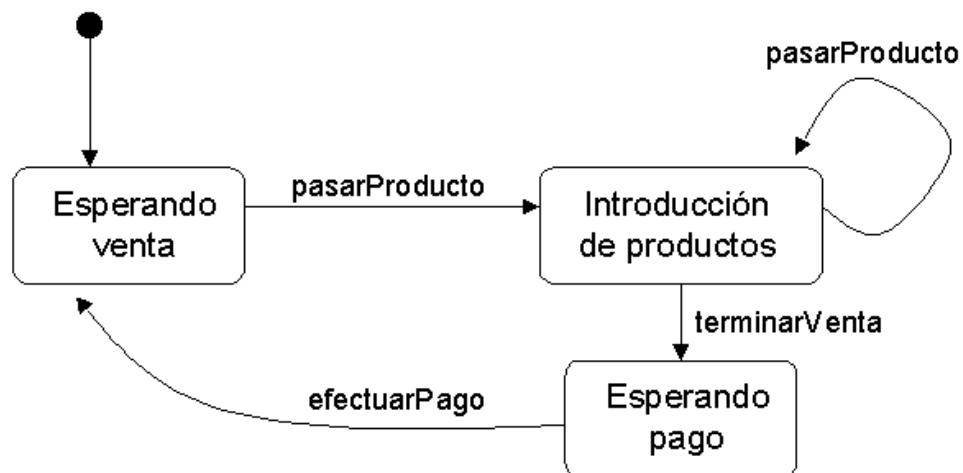 pasarProducto
Esperando
venta
pasarProducto
Introducción
de productos
terminarVenta
efectuarPago
Esperando
pago